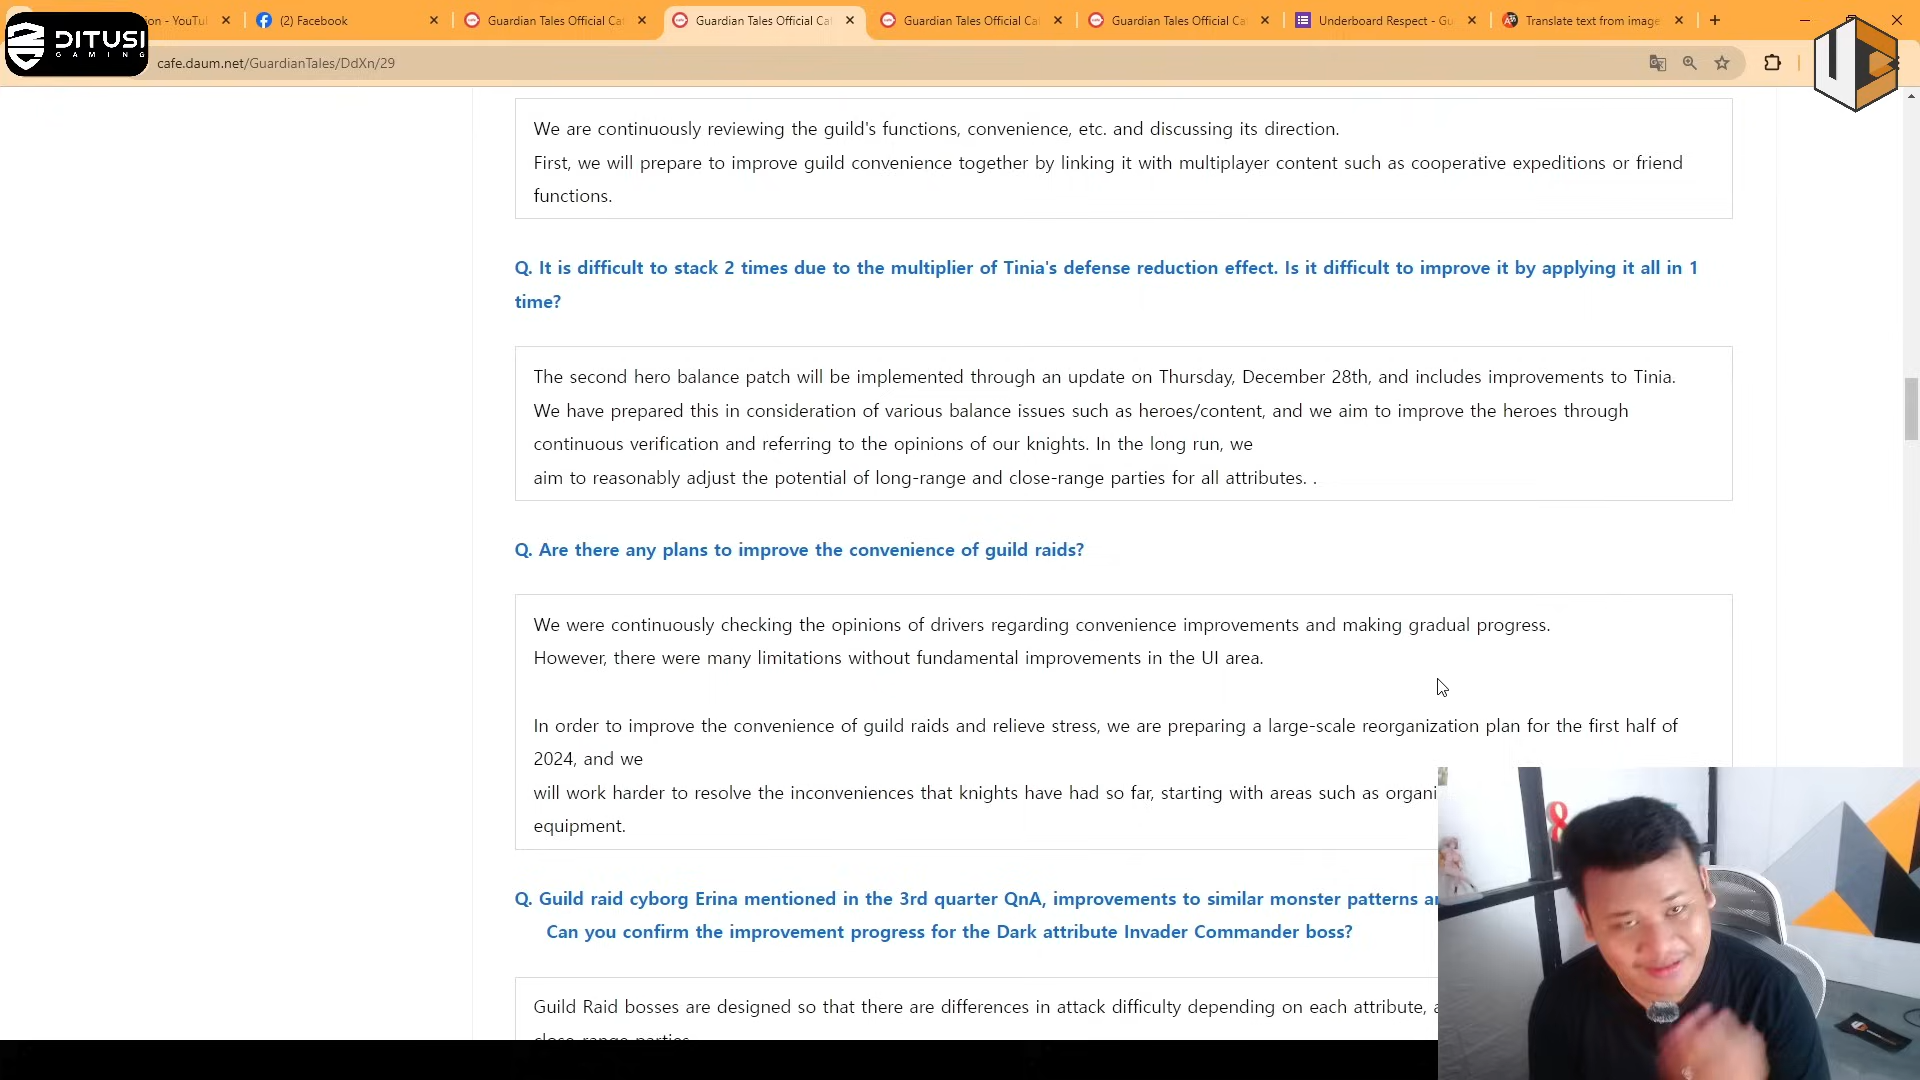 ion - YouTu
(2) Facebook
Guardian Tales Official Caf
Guardian Tales Official Caf
Guardian Tales Official Caf
Guardian Tales Official Caf
Underboard Respect - Gu
Translate text from image
DITUSI
GAMING
cafe.daum.net/GuardianTales/DdXn/29
We are continuously reviewing the guild's functions, convenience, etc. and discussing its direction.
First, we will prepare to improve guild convenience together by linking it with multiplayer content such as cooperative expeditions or friend
functions.
Q. It is difficult to stack 2 times due to the multiplier of Tinia's defense reduction effect. Is it difficult to improve it by applying it all in 1
time?
The second hero balance patch will be implemented through an update on Thursday, December 28th, and includes improvements to Tinia.
We have prepared this in consideration of various balance issues such as heroes/content, and we aim to improve the heroes through
continuous verification and referring to the opinions of our knights. In the long run, we
aim to reasonably adjust the potential of long-range and close-range parties for all attributes. .
Q. Are there any plans to improve the convenience of guild raids?
We were continuously checking the opinions of drivers regarding convenience improvements and making gradual progress.
However, there were many limitations without fundamental improvements in the UI area.
In order to improve the convenience of guild raids and relieve stress, we are preparing a large-scale reorganization plan for the first half of
2024, and we
will work harder to resolve the inconveniences that knights have had so far, starting with areas such as organi
equipment.
Q. Guild raid cyborg Erina mentioned in the 3rd quarter QnA, improvements to similar monster patterns a
Can you confirm the improvement progress for the Dark attribute Invader Commander boss?
Guild Raid bosses are designed so that there are differences in attack difficulty depending on each attribute,
close-range parties